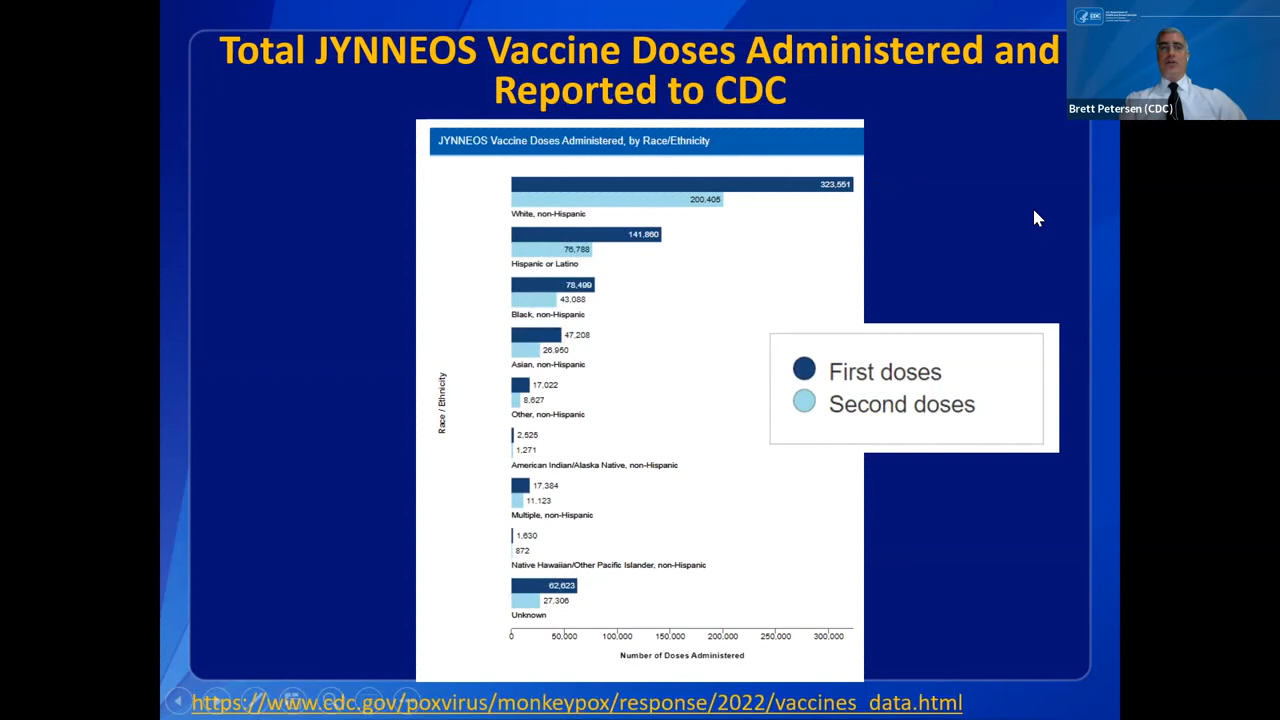 Total JYNNEOS Vaccine Doses Administered and
Reported to CDC
CDC
Brett Petersen (CDC)
JYNNEOS Vaccine Doses Administered, by Race/Ethnicity
323,551
200,405
White, non-Hispanic
141,860
76,788
Hispanic or Latino
78,499
43,088
Black, non-Hispanic
47,208
26,950
Asian, non-Hispanic
17,022
8,627
Other, non-Hispanic
2,525
1,271
American Indian/Alaska Native, non-Hispanic
17,384
11,123
Multiple, non-Hispanic
1,630
872
Native Hawaiian/Other Pacific Islander, non-Hispanic
62,623
27,306
Unknown
Race / Ethnicity
0 50,000 100,000 150,000 200,000 250,000 300,000
Number of Doses Administered
First doses
Second doses
https://www.cdc.gov/poxvirus/monkeypox/response/2022/vaccines_data.html